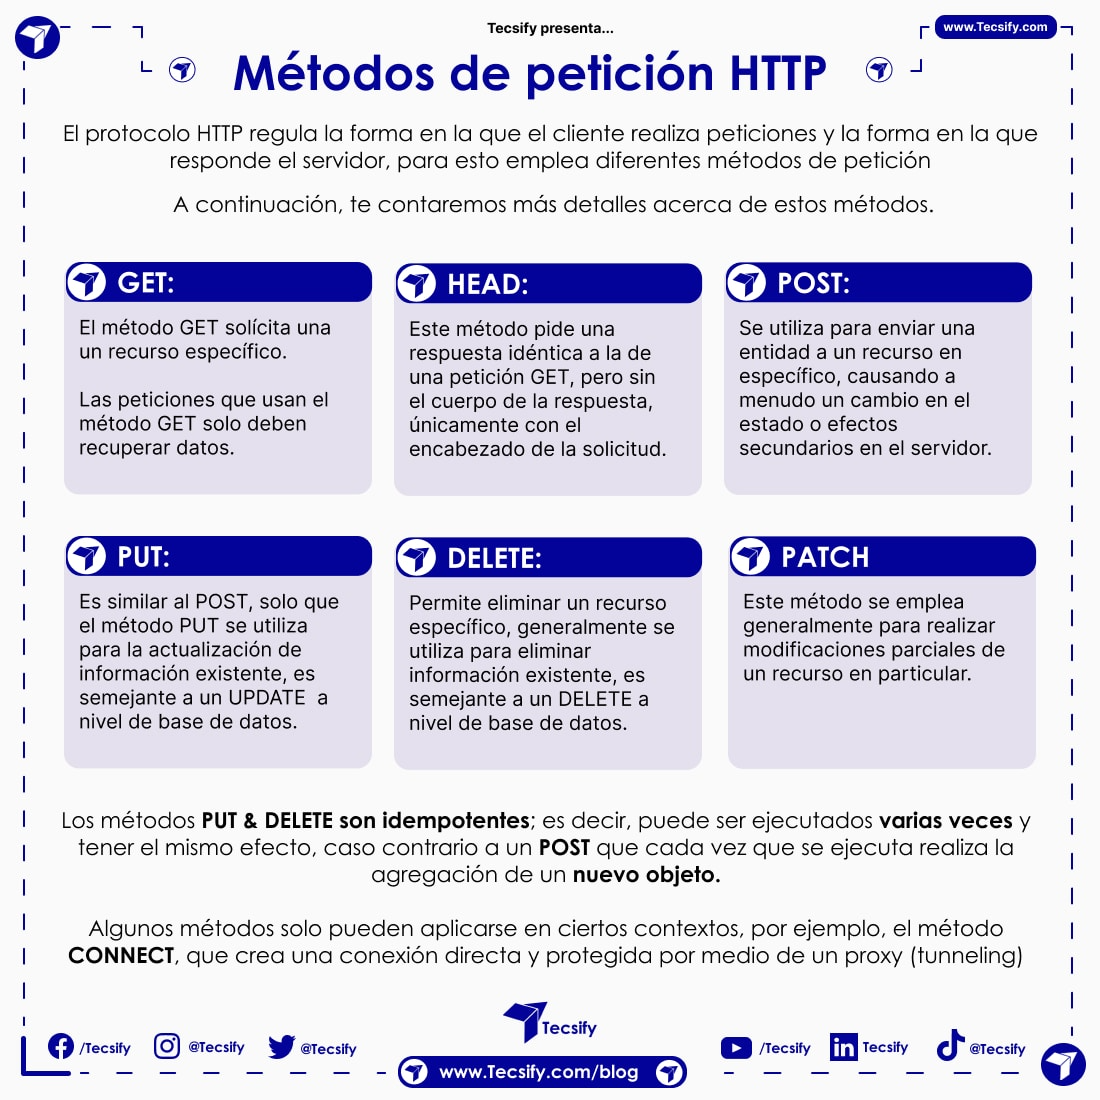 Tecsify presenta...
www.Tecsify.com
Métodos de petición HTTP
El protocolo HTTP regula la forma en la que el cliente realiza peticiones y la forma en la que
responde el servidor, para esto emplea diferentes métodos de petición
A continuación, te contaremos más detalles acerca de estos métodos.
GET:
El método GET solícita una
un recurso específico.
Las peticiones que usan el
método GET solo deben
recuperar datos.
HEAD:
Este método pide una
respuesta idéntica a la de
una petición GET, pero sin
el cuerpo de la respuesta,
únicamente con el
encabezado de la solicitud.
POST:
Se utiliza para enviar una
entidad a un recurso en
específico, causando a
menudo un cambio en el
estado o efectos
secundarios en el servidor.
PUT:
Es similar al POST, solo que
el método PUT se utiliza
para la actualización de
información existente, es
semejante a un UPDATE  a
nivel de base de datos.
DELETE:
Permite eliminar un recurso
específico, generalmente se
utiliza para eliminar
información existente, es
semejante a un DELETE a
nivel de base de datos.
PATCH
Este método se emplea
generalmente para realizar
modificaciones parciales de
un recurso en particular.
Los métodos PUT & DELETE son idempotentes; es decir, puede ser ejecutados varias veces y
tener el mismo efecto, caso contrario a un POST que cada vez que se ejecuta realiza la
agregación de un nuevo objeto.
Algunos métodos solo pueden aplicarse en ciertos contextos, por ejemplo, el método
CONNECT, que crea una conexión directa y protegida por medio de un proxy (tunneling)
Tecsify
/Tecsify
@Tecsify
@Tecsify
/Tecsify
Tecsify
@Tecsify
www.Tecsify.com/blog